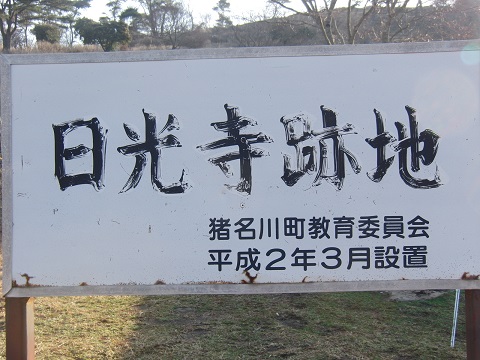 日光寺跡地
猪名川町教育委員会
平成2年3月設置